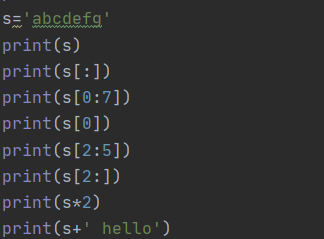 s='abcdefg'
print(s)
print(s[:])
print(s[0:7])
print(s[0])
print(s[2:5])
print(s[2:])
print(s*2)
print(s+' hello')